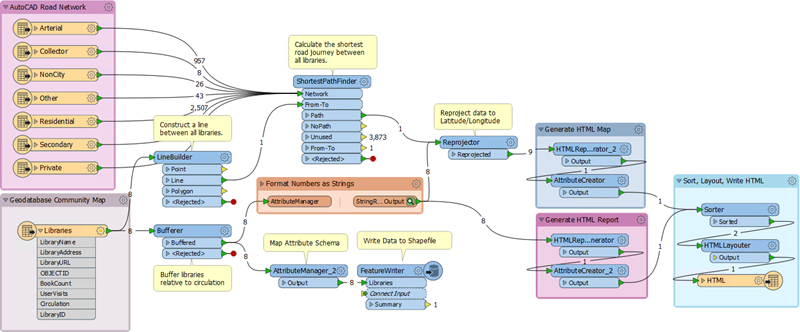 AutoCAD Road Network
Arterial
Collector
NonCity
Other
Residential
Secondary
Private
957
8
26
43
2,507
Calculate the shortest
road journey between
all libraries.
ShortestPathFinder
Network
From-To
Path
NoPath
Unused
From-To
<Rejected>
3,873
1
1
1
Construct a line
between all libraries.
LineBuilder
Point
Line
Polygon
<Rejected>
Geodatabase Community Map
Libraries
LibraryName
LibraryAddress
LibraryURL
OBJECTID
BookCount
UserVisits
Circulation
LibraryID
8
8
Bufferer
Buffered
<Rejected>
Buffer libraries
relative to circulation
8
8
Format Numbers as Strings
AttributeManager
StringR... Output
Map Attribute Schema
AttributeManager_2
Output
8
Write Data to Shapefile
FeatureWriter
Libraries
Connect Input
Summary
1
Reproject data to
Latitude/Longitude
Reprojector
Reprojected
8
9
8
Generate HTML Map
HTMLRep...rator_2
Output
1
AttributeCreator
Output
1
Generate HTML Report
HTMLRep...nerator
Output
1
AttributeCreator_2
Output
1
Sort, Layout, Write HTML
Sorter
Sorted
2
HTMLLayouter
Output
1
HTML